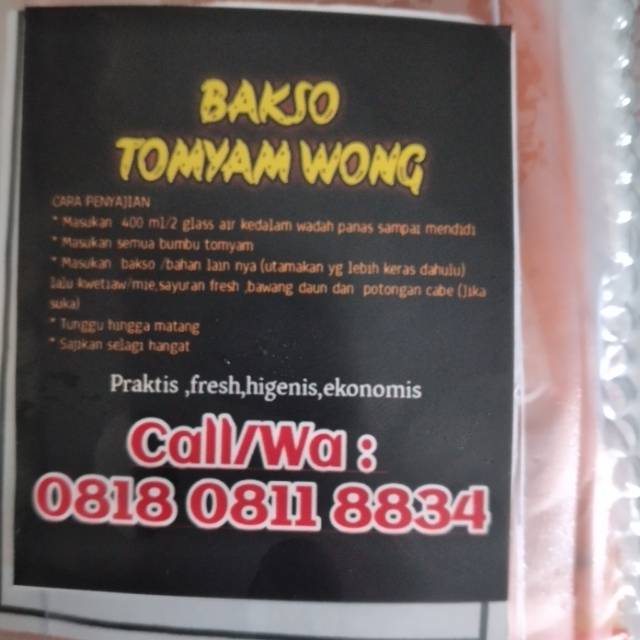 BAKSO
TOMYAM WONG
CARA PENYAJIAN
* Masukan 400 ml/2 glass air kedalam wadah panas sampai mendidi
* Masukan semua bumbu tomyam
* Masukan bakso /bahan lain nya (utamakan yg lebih keras dahulu)
lalu kwetiaw/mie,sayuran fresh ,bawang daun dan potongan cabe (Jika
suka)
* Tunggu hingga matang
* Sajikan selagi hangat
Praktis ,fresh,higenis,ekonomis
Call/Wa :
0818 0811 8834